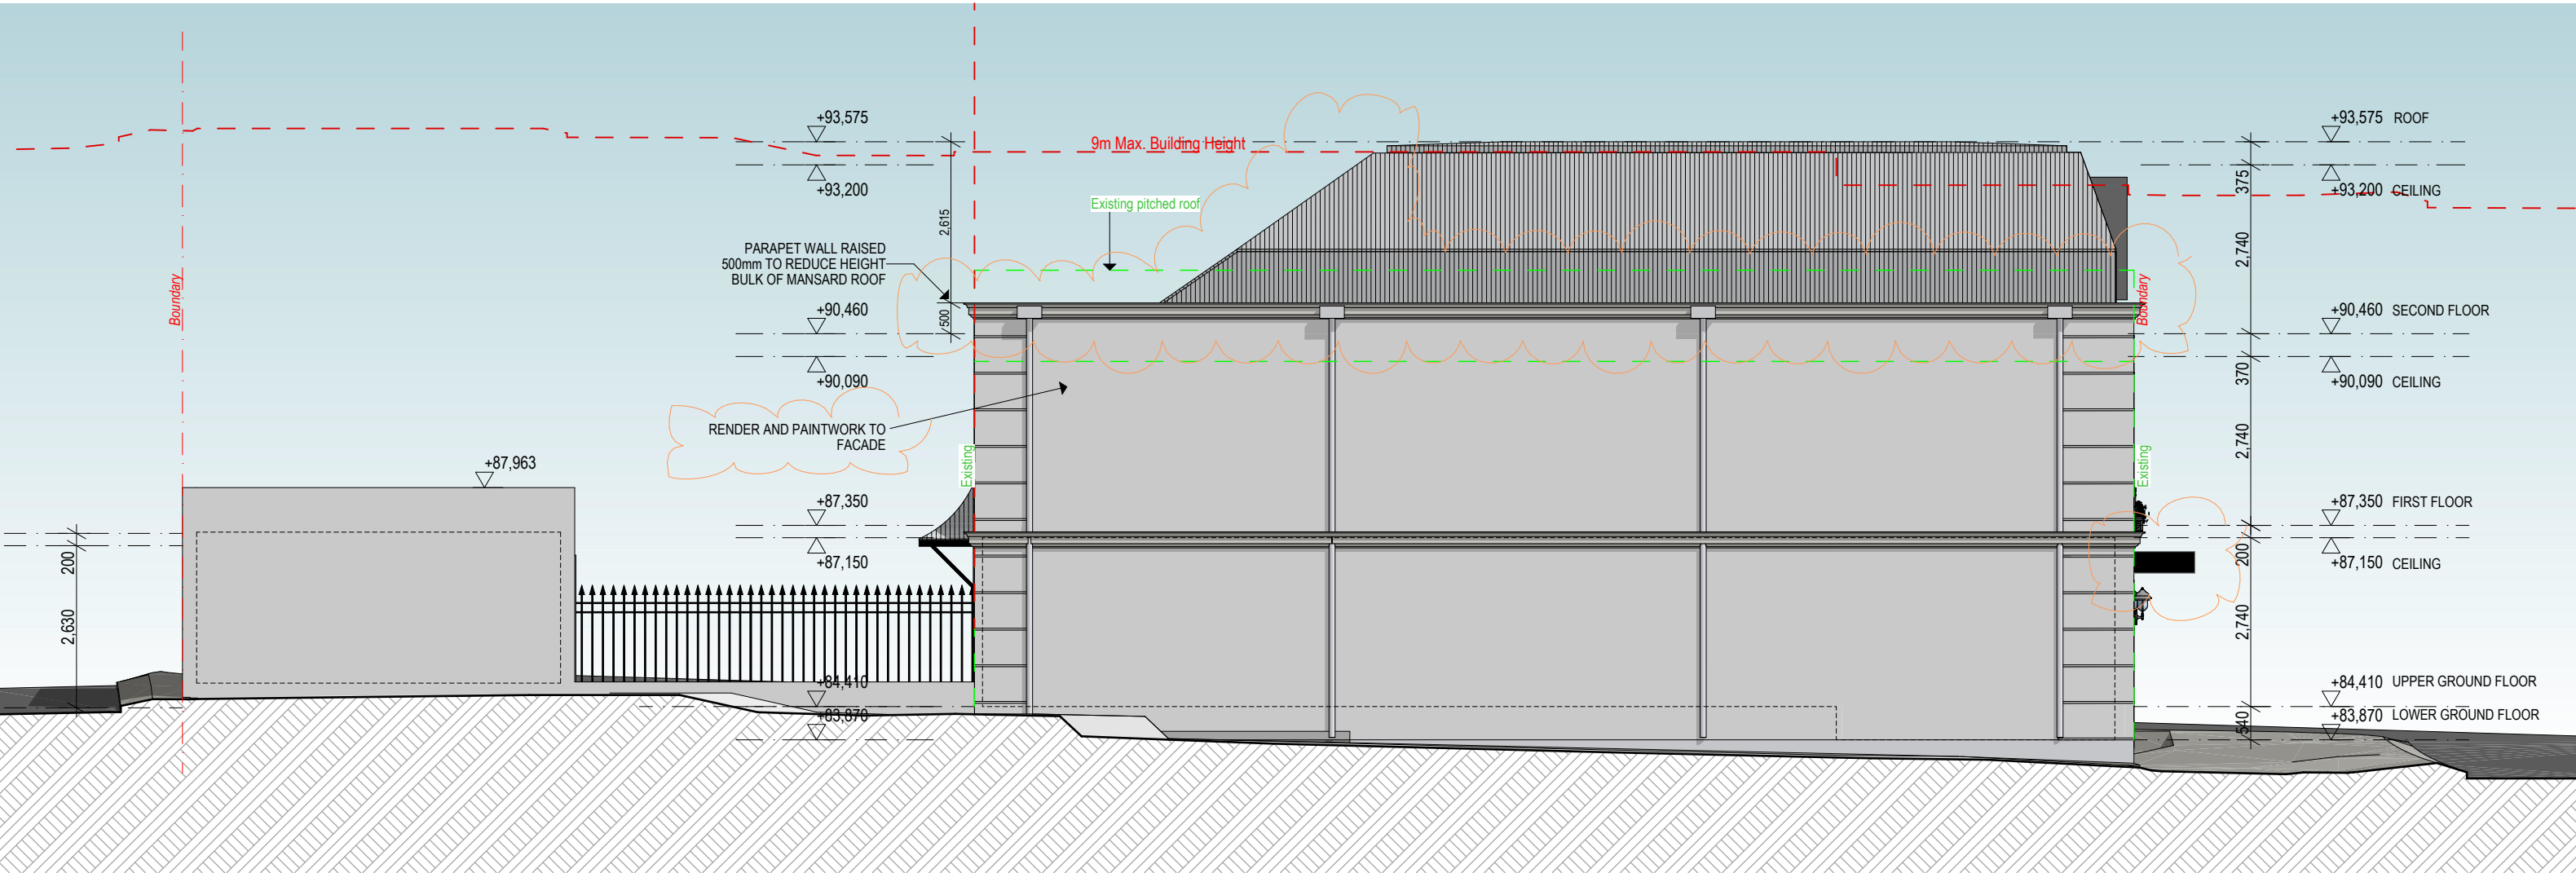 +93,575
+93,575 ROOF
9m Max. Building Height
375
+93,200
+93,200 CEILING
Existing pitched roof
2,615
2,740
PARAPET WALL RAISED
500mm TO REDUCE HEIGHT
BULK OF MANSARD ROOF
Boundary
Boundary
+90,460
500
+90,460 SECOND FLOOR
370
+90,090
+90,090 CEILING
RENDER AND PAINTWORK TO
FACADE
2,740
Existing
Existing
+87,963
+87,350
+87,350 FIRST FLOOR
200
200
+87,150
+87,150 CEILING
2,630
2,740
+84,410
+84,410 UPPER GROUND FLOOR
540
+83,870
+83,870 LOWER GROUND FLOOR